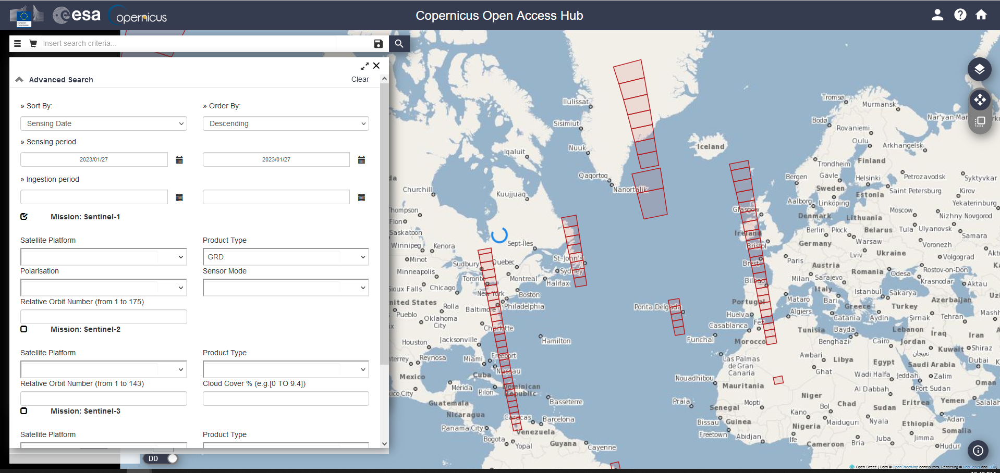 European Commission
esa
opernicus
Copernicus Open Access Hub
Insert search criteria...
Advanced Search
Clear
» Sort By:
» Order By:
Sensing Date
Descending
» Sensing period
2023/01/27
2023/01/27
» Ingestion period
Mission: Sentinel-1
Satellite Platform
Product Type
GRD
Polarisation
Sensor Mode
Relative Orbit Number (from 1 to 175)
Mission: Sentinel-2
Satellite Platform
Product Type
Relative Orbit Number (from 1 to 143)
Cloud Cover % (e.g.[0 TO 9.4])
Mission: Sentinel-3
Satellite Platform
Product Type
DD
Ilulissat
Sisimiut
Nuuk
Iqaluit
Qaqortoq
Nanortalik
Iceland
Churchill
Kuujjuaq
Thompson
Flon
Saskatoon
Winnipeg
Kenora
Minot
Minneapolis
Sioux Falls
Chicago
Sept-Îles
Sudbury
Quebec
St. John's
Sydney
Toronto
Montreal
Halifax
New York
Boston
Philadelphia
Baltimore
United States
Rolla
Pueblo
Oklahoma
City
Charlotte
Jacksonville
Houston
Hamilton
Monterrey
Reynosa
Miami
Freeport
Nassau
Mexico
Cuba
Mérida
Pilón
Dominican
Republic
Mexico City
Guatemala
Basseterre
Nicaragua
Caracas
Barcelona
Panama City
Venezuela
Bogota
Yopal
Guyana
Cayenne
Tromsø
Murmansk
Nar'yan-Mar
Bodø
Rovaniemi
Oulu
Arkhangelsk
Trondheim
Finland
Bergen
Gävle
Helsinki
Petrozavodsk
Syktyvkar
Sweden
Estonia
Saint Petersburg
Kirov
Aalborg
Linköping
Yekaterinburg
Glasgow
Denmark
Lithuania
Moscow
Nizhny Novgorod
Ireland
Berlin
Plock
Belarus
Tula
Ulyanovsk
Bristol
Germany
Warsaw
Samara
Voronezh
Brest
Paris
Lviv
Ukraine
Volgograd
Austria
Romania
Odesa
Rostov-on-Don
Bilbao
Milan
Sarajevo
Krasnodar
Aktau
Italy
Istanbul
Sakarya
Portugal
Mataró
Bari
Greece
Turkey
Azerbaijan
Ponta Delgada
Huelva
Algiers
Catania
Aydin
Şırnak
Tehran
Mashh
Casablanca
Fez
Tunisia
Bayda
Lebanon
Iraq
Iran
Funchal
Morocco
Benghazi
Cairo
Jordan
Kuwait
Shiraz
Las Palmas
de Gran
Canaria
Awbari
Libya
Egypt
Saudi Arabia
Dubai
Nouadhibou
Ghat
Wadi Halfa
Jeddah
Zalim
Mauritania
Al Dabbah
Port Sudan
Oman
Praia
Senegal
Mopti
Niger
Chad
Sudan
Eritrea
Yemen
Salalah
Bissau
Guinea
Kano
Bol
Maiduguri
Nyala
Ethiopia
Adan
Freetown
Abidjan
Nigeria
Ife
Juba
Jimma
Somalia
Cameroon
Bria
Hudur
Open Street: ( Data © OpenStreetMap contributors, Rendering © MapServer and EOX)